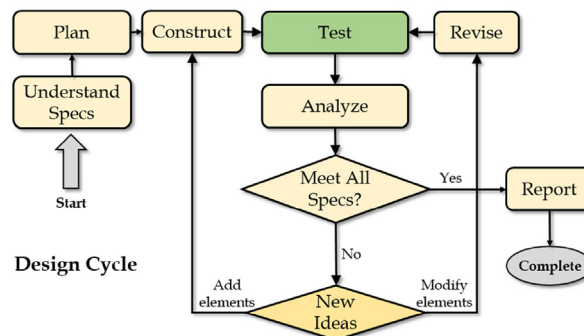 Plan
Construct
Test
Revise
Understand
Specs
Analyze
Start
Meet All
Specs?
Yes
Report
No
Design Cycle
Complete
Add
elements
New
Ideas
Modify
elements